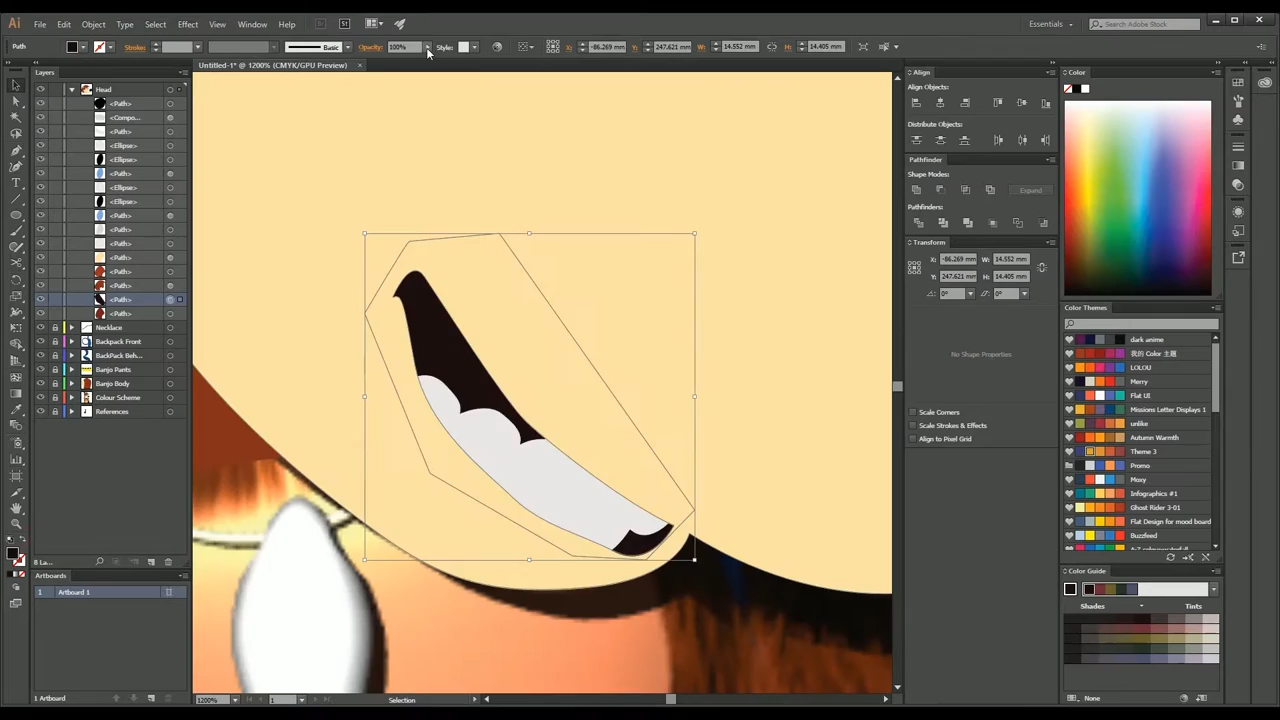 Ai File Edit Object Type Select Effect View Window Help Br St Essentials Search Adobe Stock
Path Stroke: Basic Opacity: 100% Style: X: -86.269 mm Y: 247.621 mm W: 14.552 mm H: 14.405 mm
Untitled-1* @ 1200% (CMYK/GPU Preview) ×
Layers
Head
<Path>
<Compo...
<Path>
<Ellipse>
<Ellipse>
<Path>
<Ellipse>
<Ellipse>
<Path>
<Path>
<Path>
<Path>
<Path>
<Path>
<Path>
<Path>
Necklace
Backpack Front
BackPack Beh...
Banjo Pants
Banjo Body
Colour Scheme
References
8 La...
Artboards
1 Artboard 1
1 Artboard
1200% 1 Selection
Align
Align Objects:
Distribute Objects:
Pathfinder
Shape Modes:
Expand
Pathfinders:
Transform
X: -86.269 mm W: 14.552 mm
Y: 247.621 mm H: 14.405 mm
0° 0°
No Shape Properties
Scale Corners
Scale Strokes & Effects
Align to Pixel Grid
Color
Color Themes
dark anime
我的 Color 主题
LOLOU
Merry
Flat UI
Missions Letter Displays 1
unlike
Autumn Warmth
Theme 3
Promo
Moxy
Infographics #1
Ghost Rider 3-01
Flat Design for mood board
Buzzfeed
Color Guide
Shades Tints
None